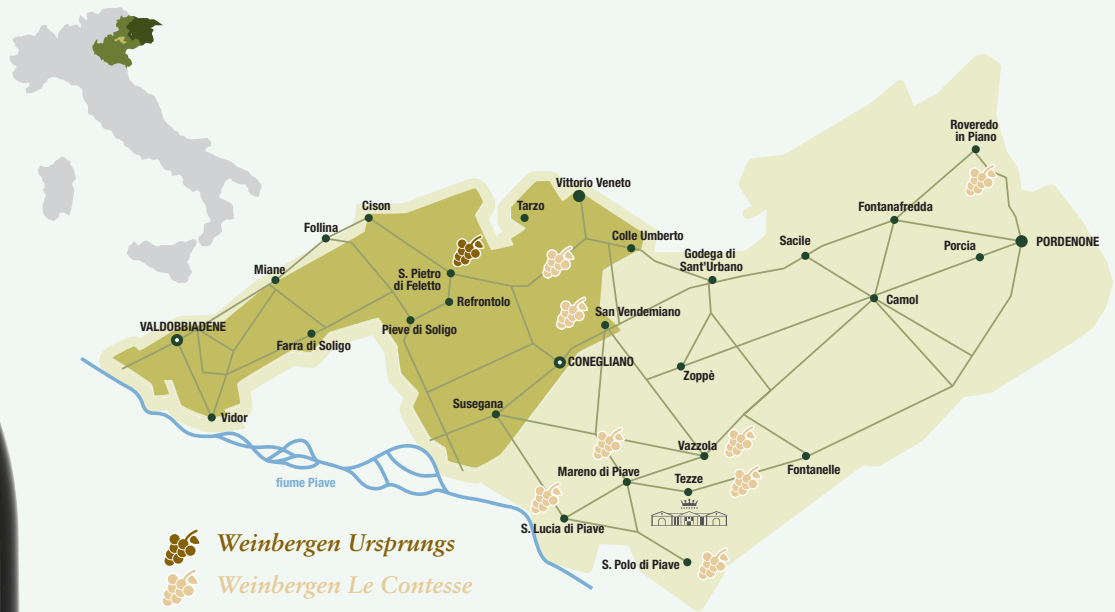 Roveredo
in Piano
Vittorio Veneto
Cison
Tarzo
Fontanafredda
Follina
Colle Umberto
Sacile
Porcia
PORDENONE
Godega di
Sant'Urbano
Miane
S. Pietro
di Feletto
Refrontolo
Camol
San Vendemiano
VALDOBBIADENE
Pieve di Soligo
Farra di Soligo
CONEGLIANO
Zoppè
Susegana
Vidor
Vazzola
Mareno di Piave
Tezze
Fontanelle
fiume Piave
S. Lucia di Piave
S. Polo di Piave
Weinbergen Ursprungs
Weinbergen Le Contesse